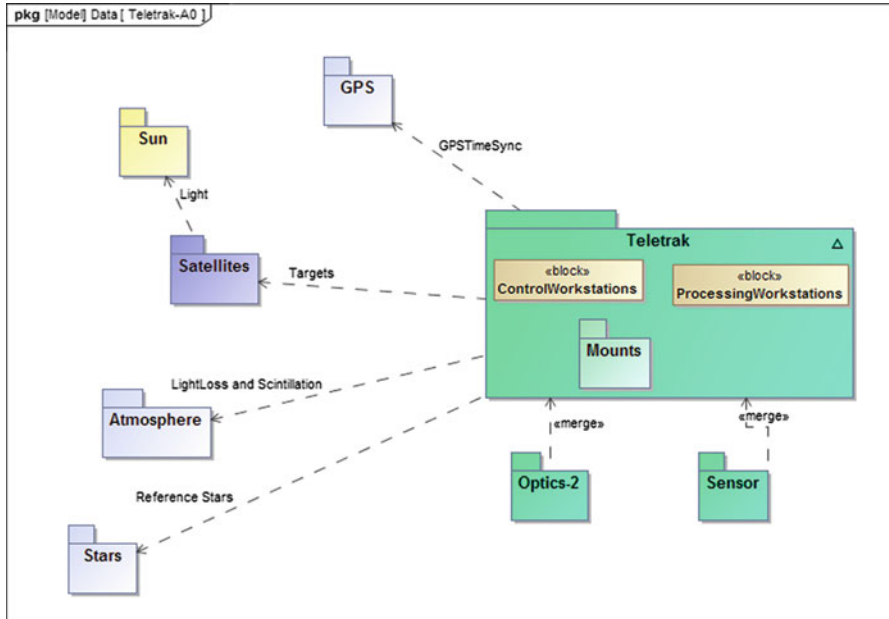 pkg [Model] Data [ Teletrak-A0 ]
GPS
Sun
GPSTimeSync
Light
Teletrak
Satellites
Targets
«block»
ControlWorkstations
«block»
ProcessingWorkstations
Mounts
LightLoss and Scintillation
Atmosphere
«merge»
«merge»
Optics-2
Sensor
Reference Stars
Stars